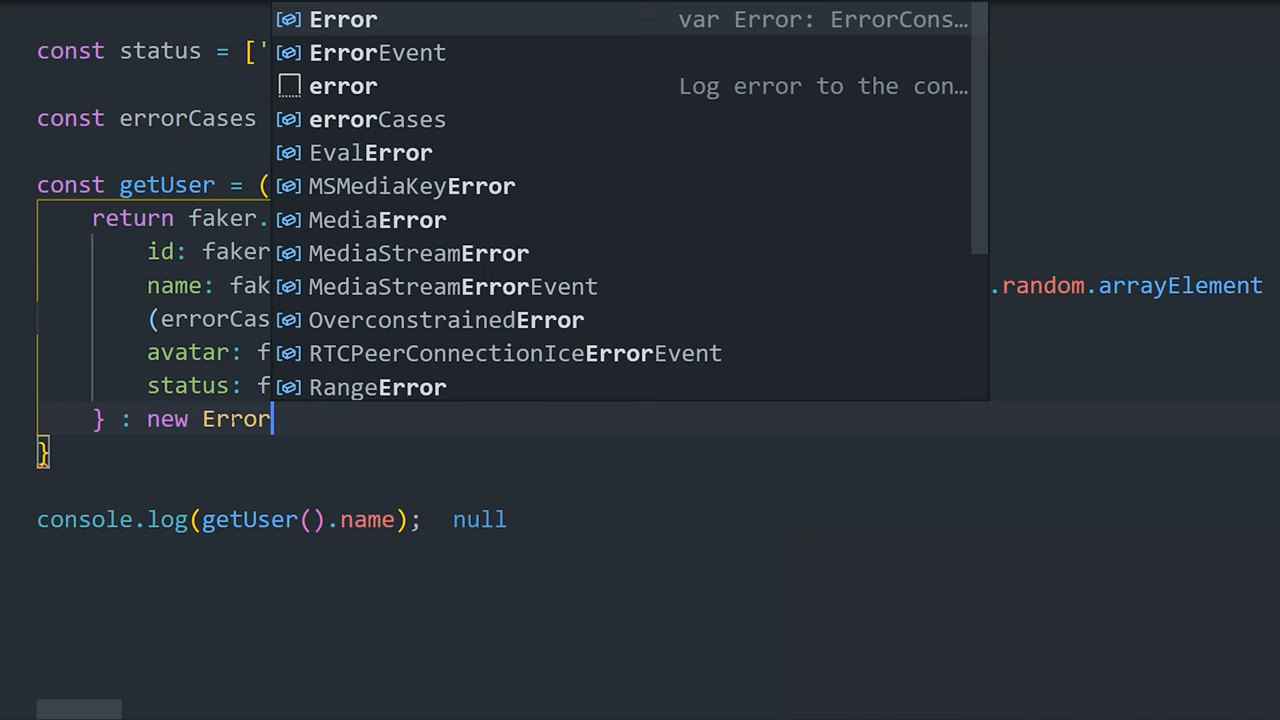 Error var Error: ErrorCons…
const status = ['
ErrorEvent
error Log error to the con…
const errorCases
errorCases
EvalError
const getUser = (
MSMediaKeyError
return faker.
MediaError
id: faker
MediaStreamError
name: fak
MediaStreamErrorEvent
.random.arrayElement
(errorCas
OverconstrainedError
avatar: f
RTCPeerConnectionIceErrorEvent
status: f
RangeError
} : new Error
}
console.log(getUser().name); null